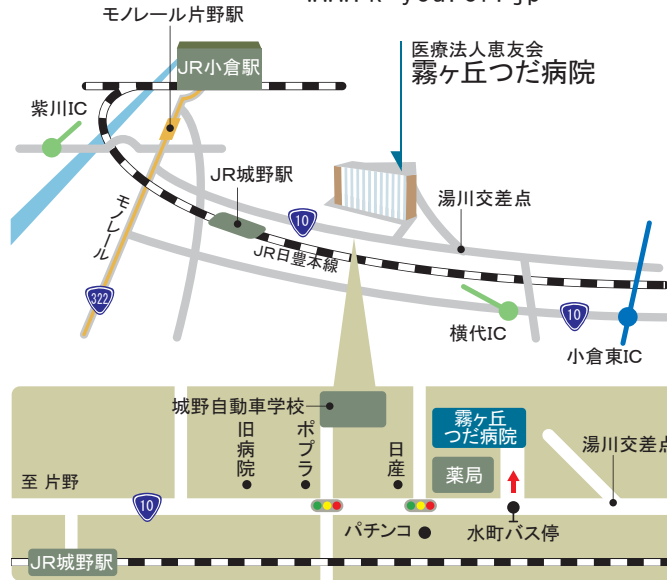 モノレール片野駅
JR小倉駅
医療法人恵友会
霧ヶ丘つだ病院
紫川IC
JR城野駅
湯川交差点
10
モノレール
JR日豊本線
322
10
横代IC
小倉東IC
城野自動車学校
旧病院
ポプラ
日産
霧ヶ丘
つだ病院
薬局
湯川交差点
至 片野
10
パチンコ
水町バス停
JR城野駅